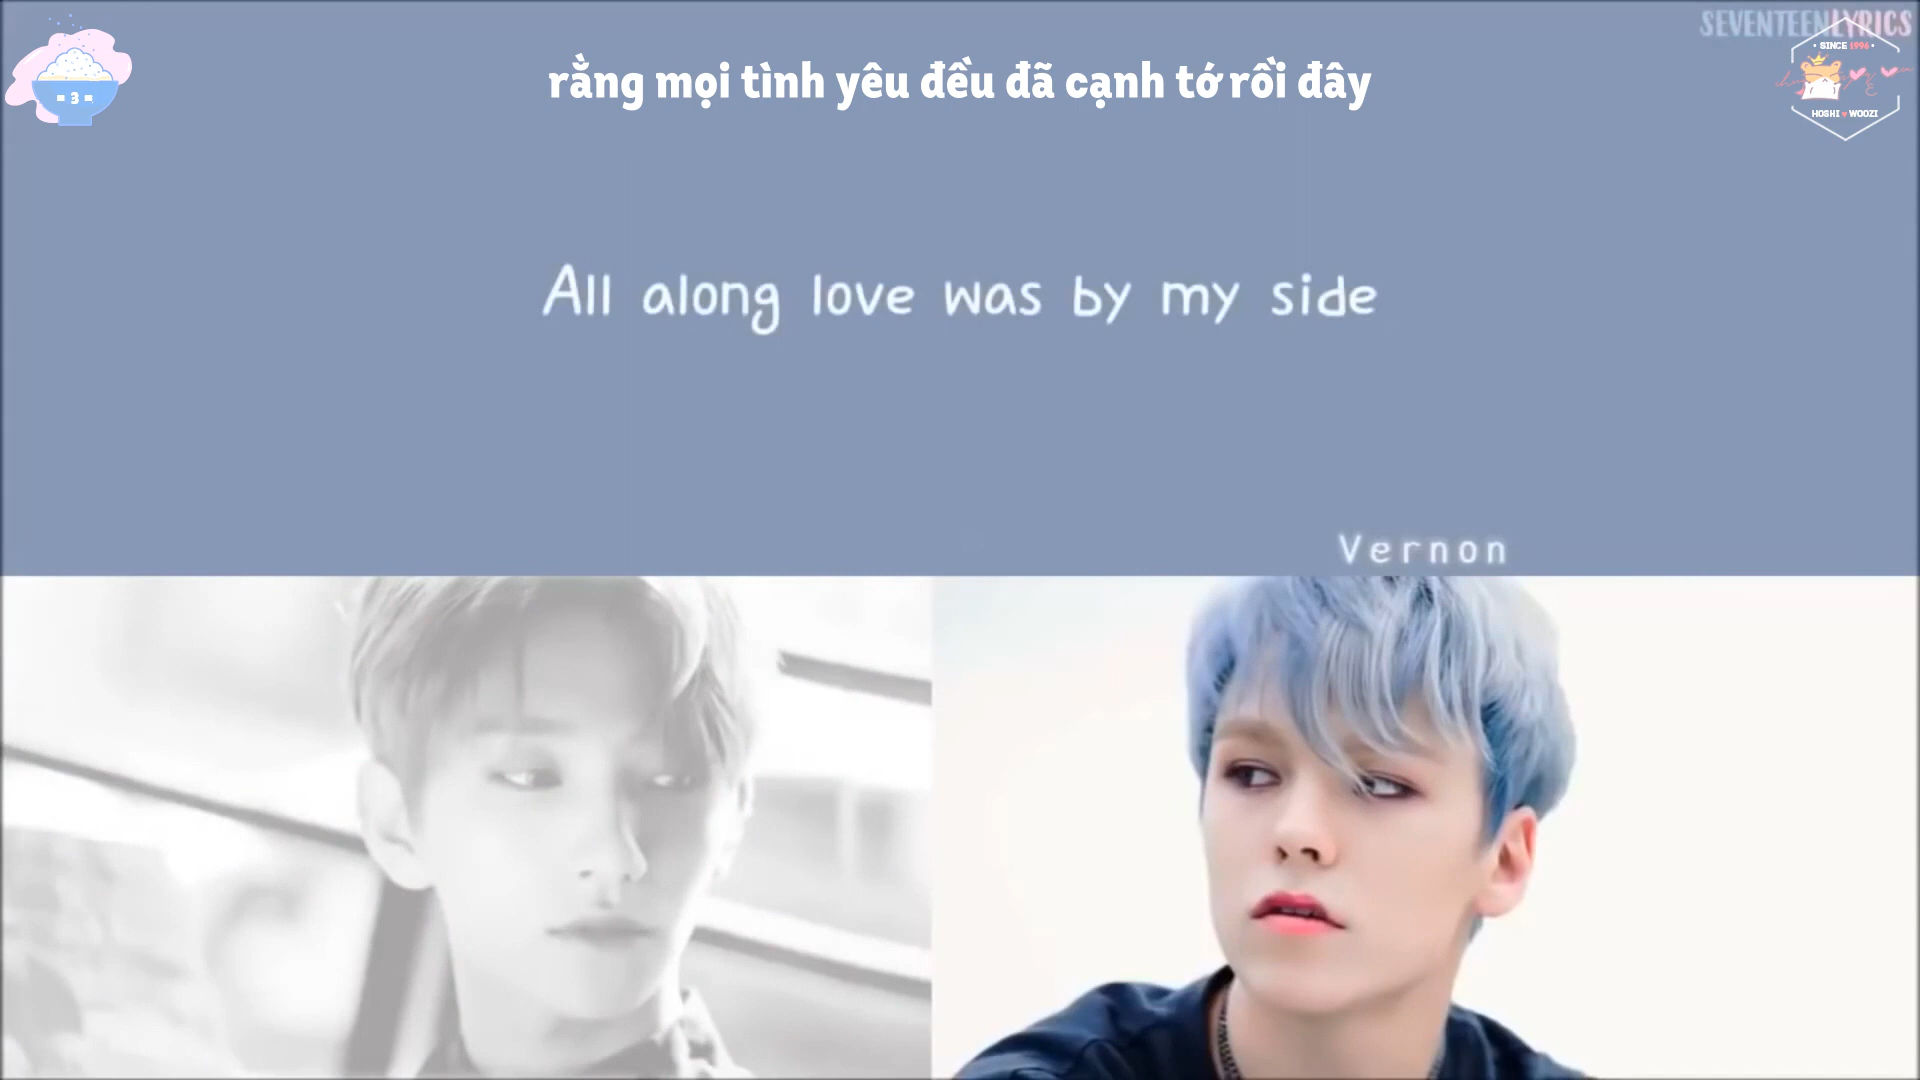 SEVENTEENLYRICS
SINCE 1996
HOSHI ♥ WOOZI
rằng mọi tình yêu đều đã cạnh tớ rồi đây
All along love was by my side
Vernon